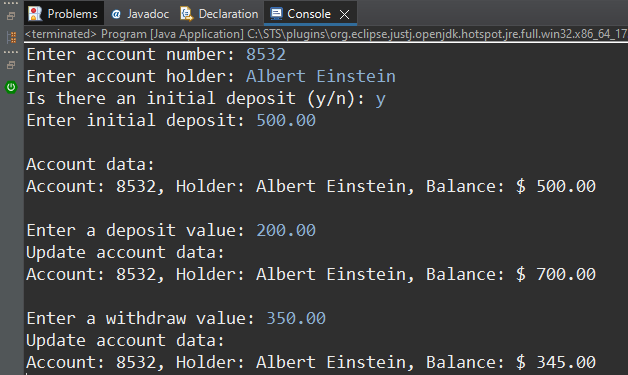 Problems @ Javadoc Declaration Console
<terminated> Program [Java Application] C:\STS\plugins\org.eclipse.justj.openjdk.hotspot.jre.full.win32.x86_64_17
Enter account number: 8532
Enter account holder: Albert Einstein
Is there an initial deposit (y/n): y
Enter initial deposit: 500.00
Account data:
Account: 8532, Holder: Albert Einstein, Balance: $ 500.00
Enter a deposit value: 200.00
Update account data:
Account: 8532, Holder: Albert Einstein, Balance: $ 700.00
Enter a withdraw value: 350.00
Update account data:
Account: 8532, Holder: Albert Einstein, Balance: $ 345.00